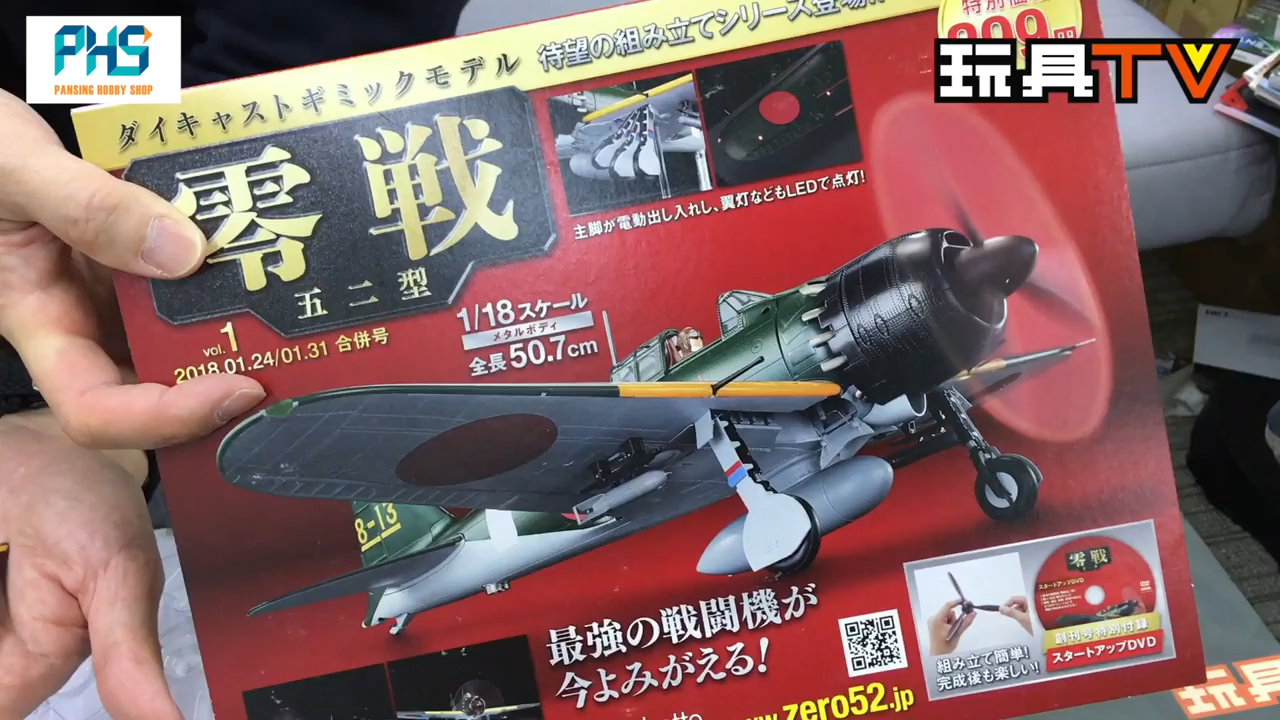 PHS
PANSING HOBBY SHOP
玩具TV
ダイキャストギミックモデル
待望の組み立てシリーズ登場!!
特別価格
零戦
五二型
主脚が電動出し入れし、翼灯などもLEDで点灯!
vol.1
2018.01.24/01.31 合併号
1/18スケール
メタルボディ
全長50.7cm
8-13
最強の戦闘機が
今よみがえる!
zero52.jp
組み立て簡単!
完成後も楽しい!
零戦
スタートアップDVD
創刊号特別付録
スタートアップDVD
玩具